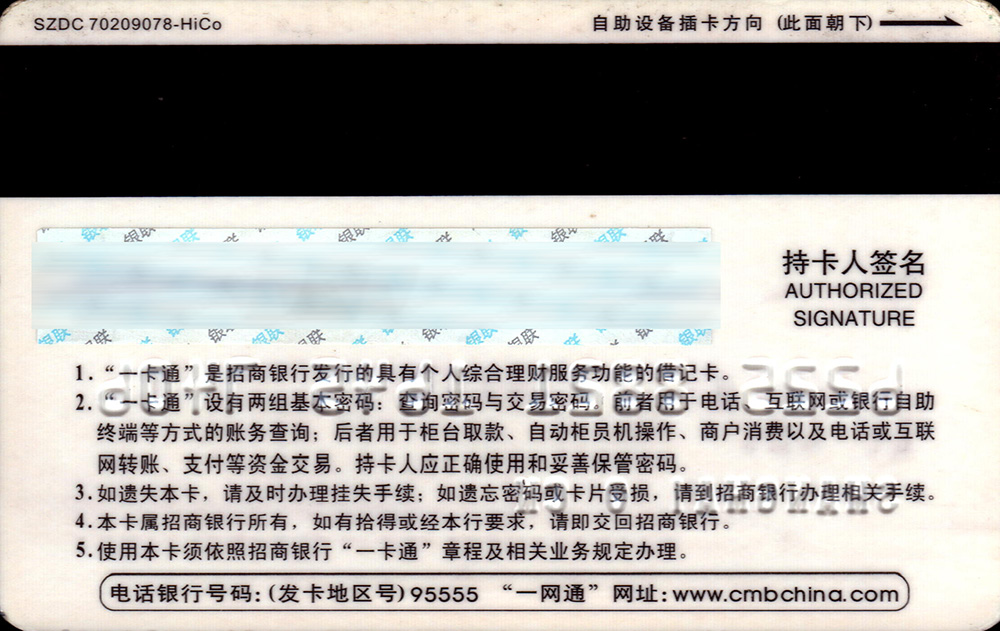 SZDC 70209078-HiCo
自助设备插卡方向 (此面朝下)
持卡人签名
AUTHORIZED
SIGNATURE
1.“一卡通”是招商银行发行的具有个人综合理财服务功能的借记卡。
2.“一卡通”设有两组基本密码：查询密码与交易密码。前者用于电话、互联网或银行自助
终端等方式的账务查询；后者用于柜台取款、自动柜员机操作、商户消费以及电话或互联
网转账、支付等资金交易。持卡人应正确使用和妥善保管密码。
3.如遗失本卡，请及时办理挂失手续；如遗忘密码或卡片受损，请到招商银行办理相关手续。
4.本卡属招商银行所有，如有拾得或经本行要求，请即交回招商银行。
5.使用本卡须依照招商银行“一卡通”章程及相关业务规定办理。
电话银行号码：(发卡地区号) 95555 “一网通”网址：www.cmbchina.com